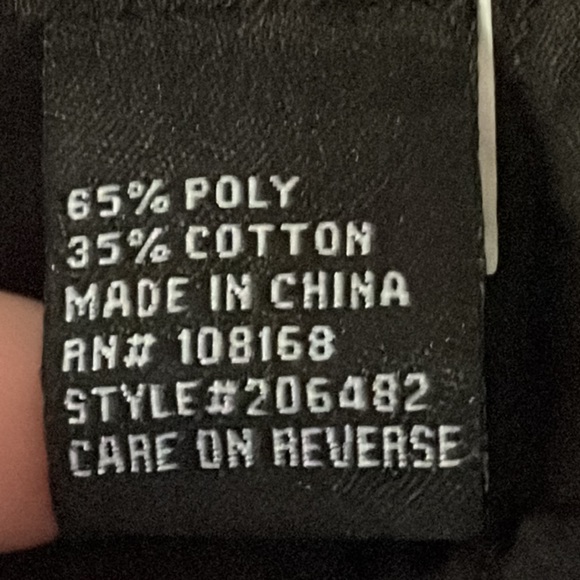 65% POLY
35% COTTON
MADE IN CHINA
RN# 108168
STYLE#206482
CARE ON REVERSE